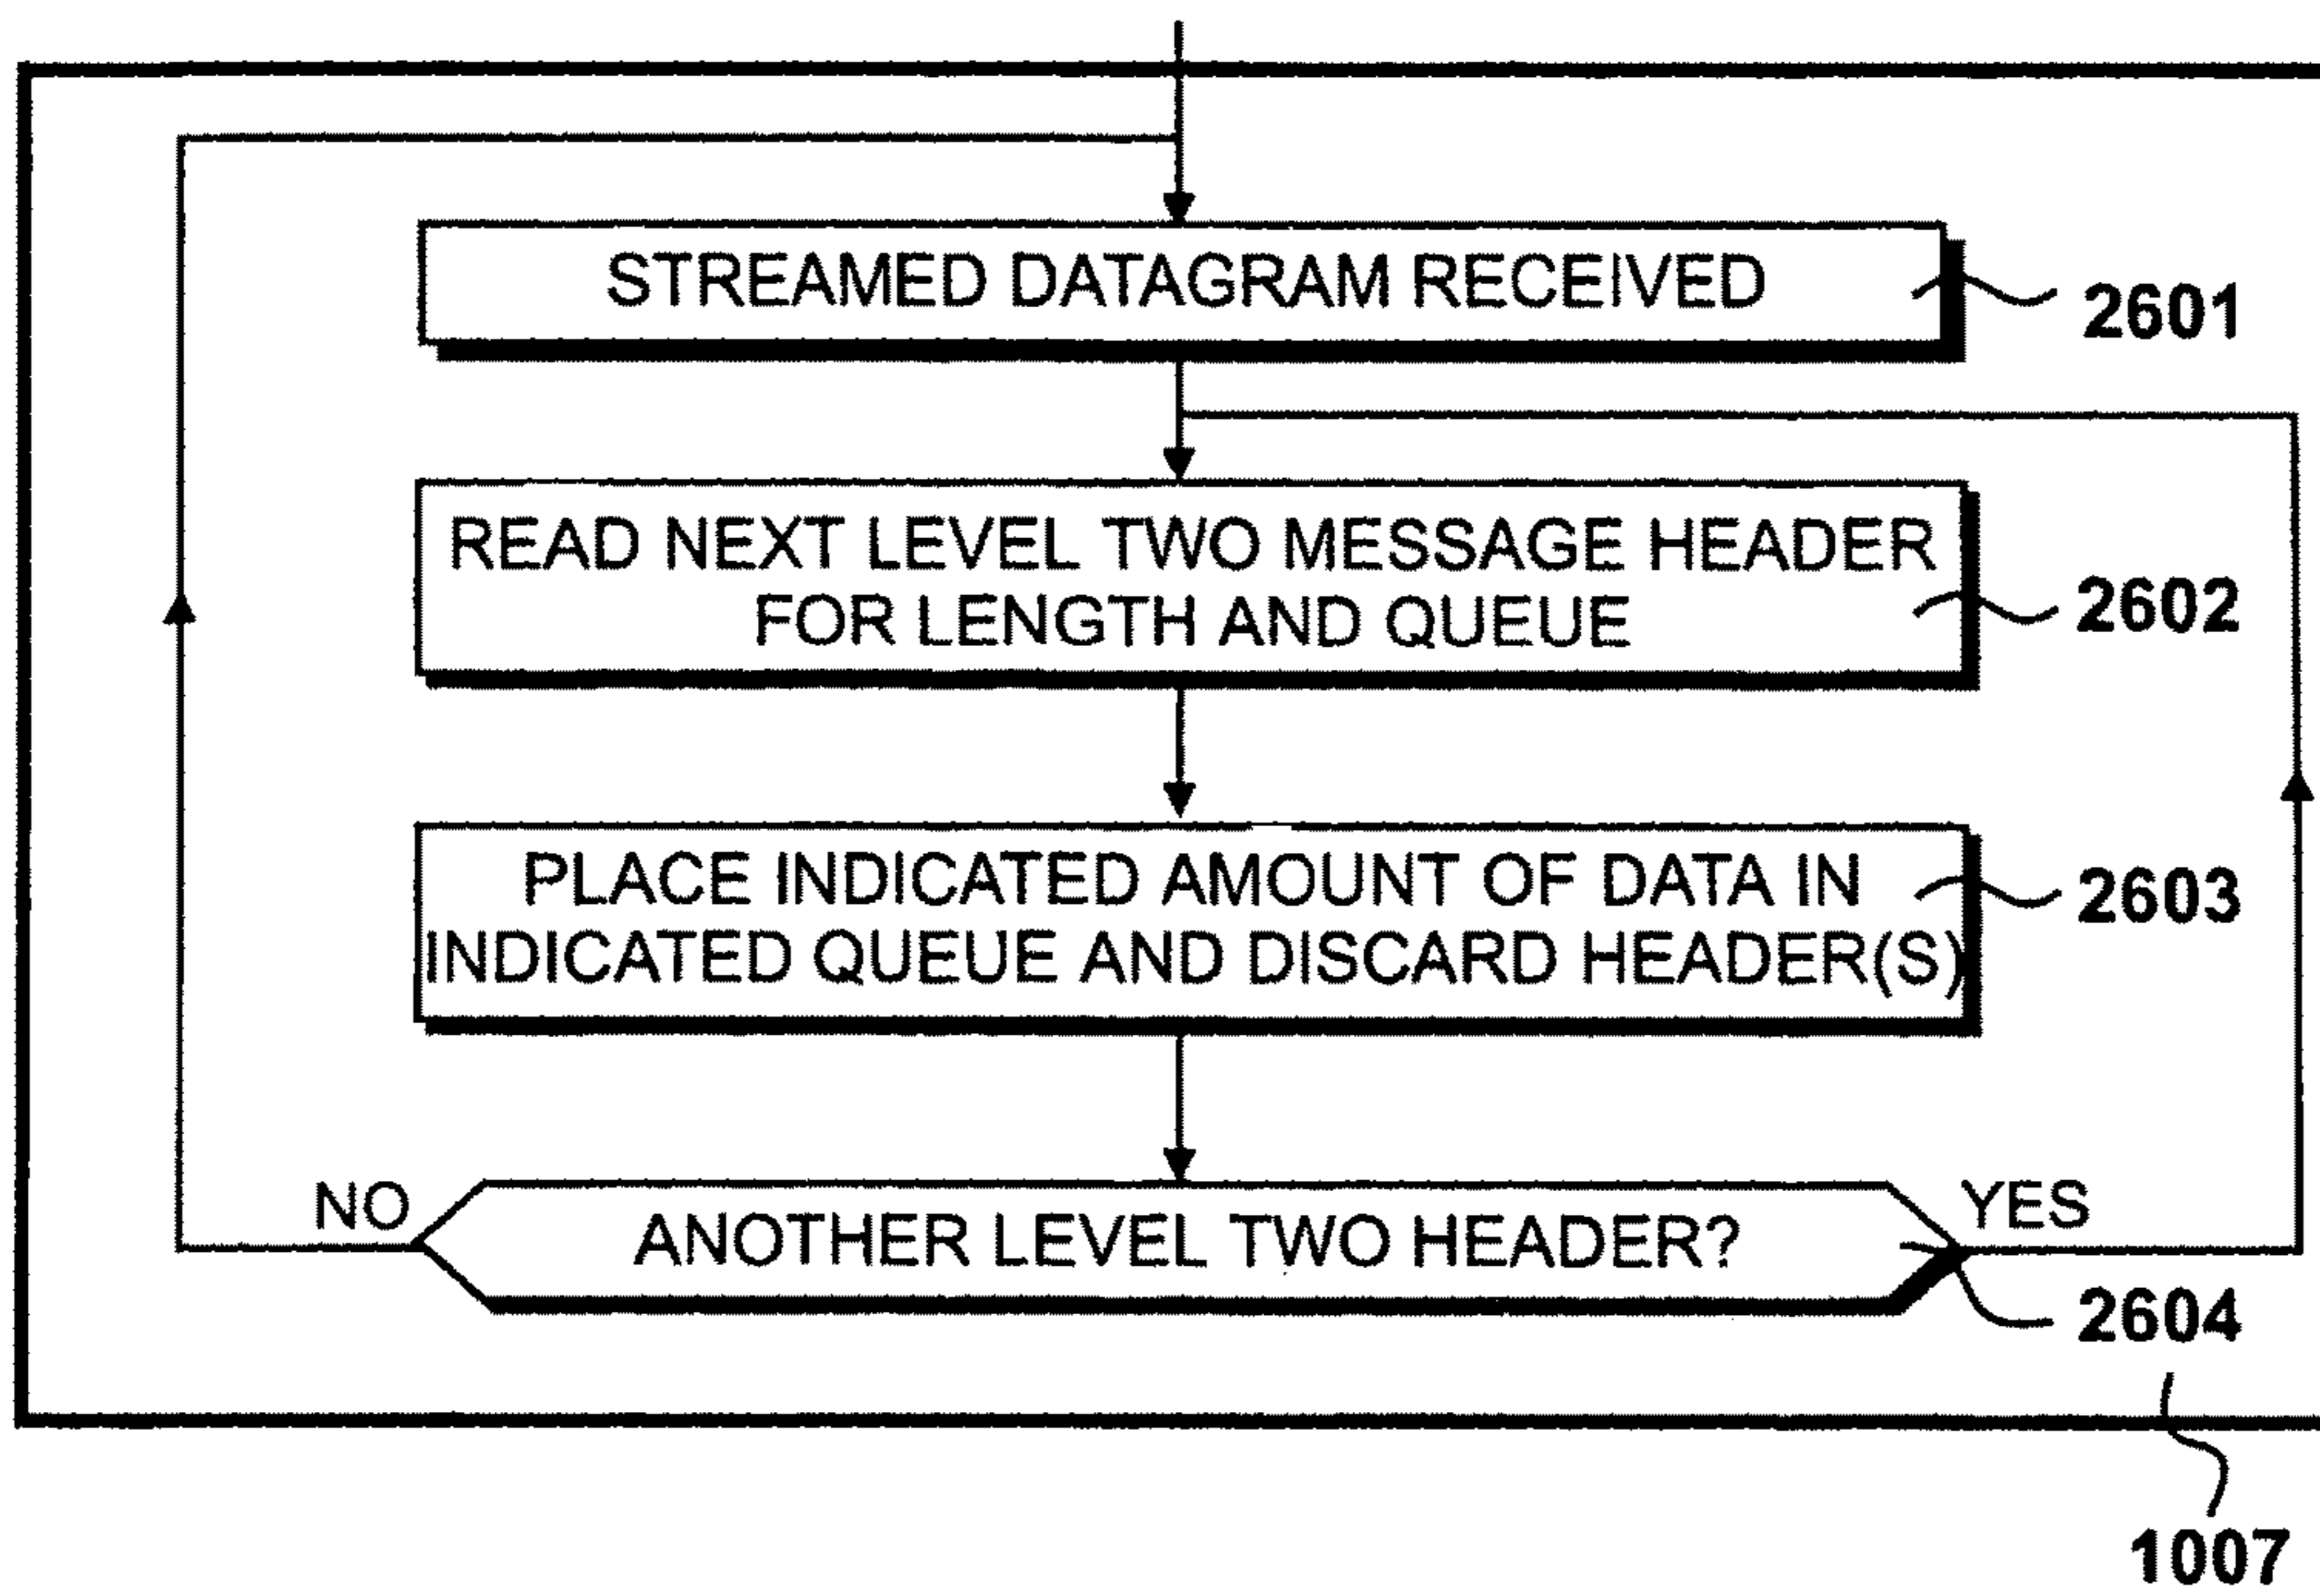 STREAMED DATAGRAM RECEIVED
2601
READ NEXT LEVEL TWO MESSAGE HEADER
FOR LENGTH AND QUEUE
2602
PLACE INDICATED AMOUNT OF DATA IN
INDICATED QUEUE AND DISCARD HEADER(S)
2603
NO
ANOTHER LEVEL TWO HEADER?
YES
2604
1007